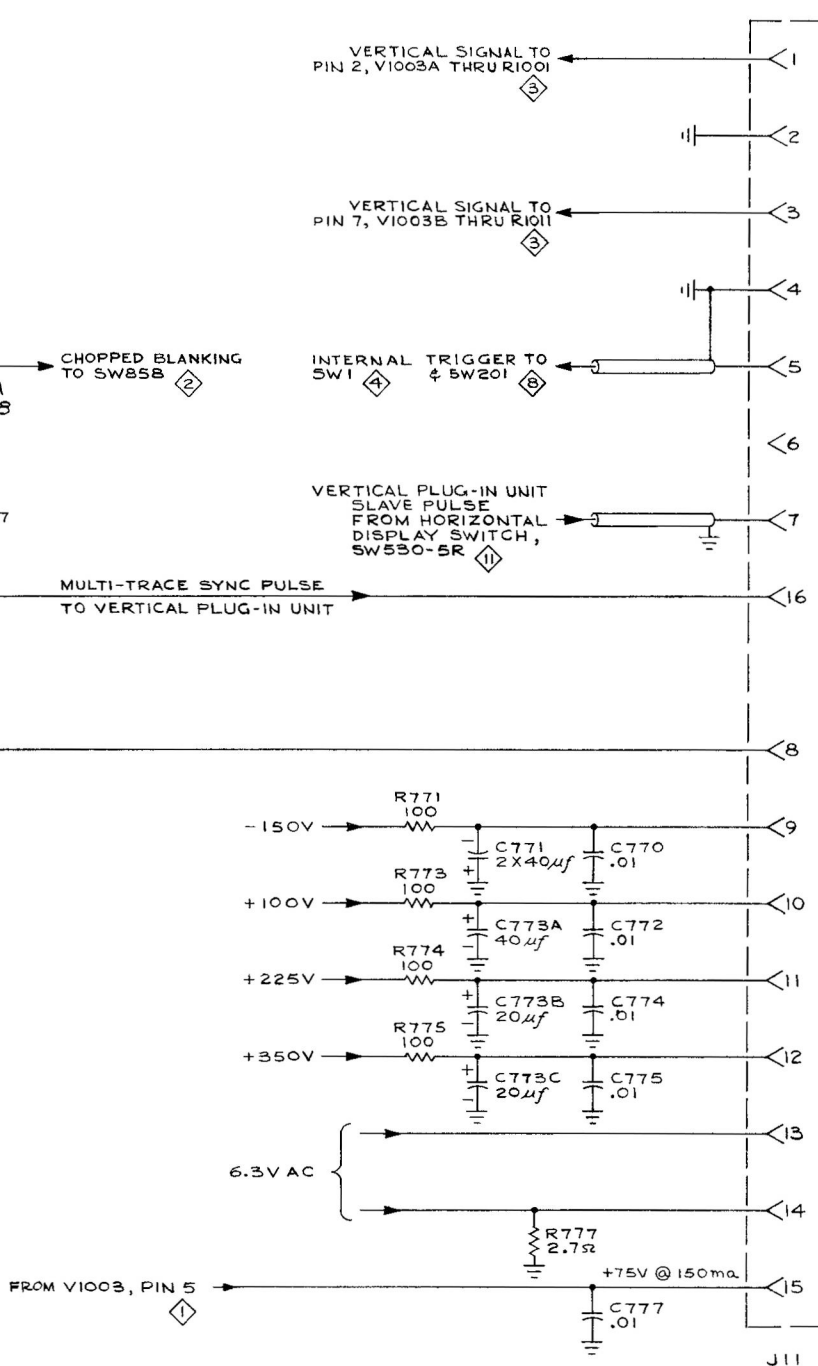 VERTICAL SIGNAL TO
PIN 2, V1003A THRU R1001
3
1
2
VERTICAL SIGNAL TO
PIN 7, V1003B THRU R1011
3
3
4
CHOPPED BLANKING
TO SW858 2
INTERNAL TRIGGER TO
SW1 4 & SW201 8
5
8
6
7
VERTICAL PLUG-IN UNIT
SLAVE PULSE
FROM HORIZONTAL
DISPLAY SWITCH,
SW530-5R 11
7
MULTI-TRACE SYNC PULSE
TO VERTICAL PLUG-IN UNIT
16
8
R771
100
-150V
9
- C771
2X40μf
+
C770
.01
R773
100
+100V
10
+ C773A
40μf
-
C772
.01
R774
100
+225V
11
+ C773B
20μf
-
C774
.01
R775
100
+350V
12
+ C773C
20μf
-
C775
.01
13
6.3V AC
14
R777
2.7Ω
FROM V1003, PIN 5
1
+75V @ 150ma
15
C777
.01
J11